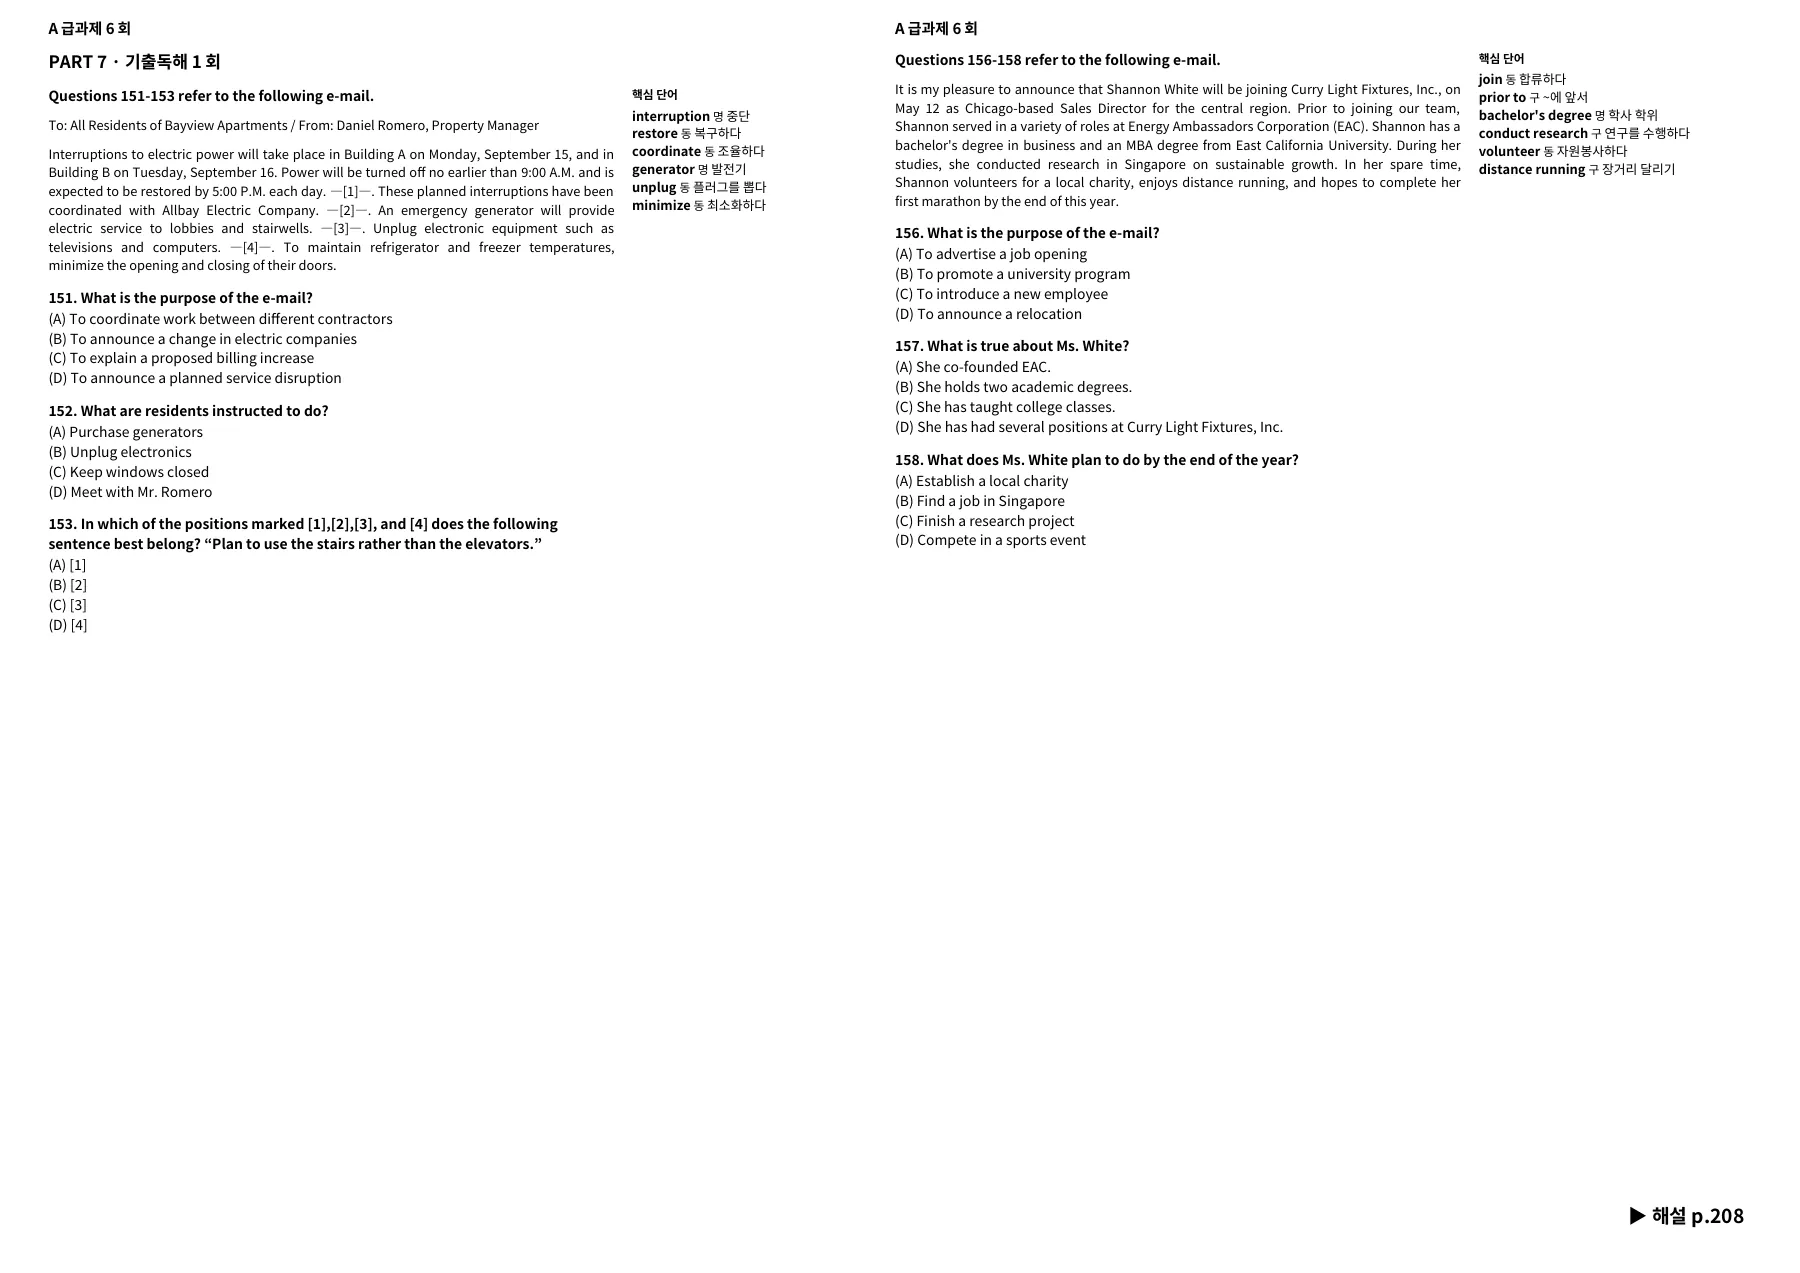 A 급과제 6 회
PART 7 · 기출독해 1 회
Questions 151-153 refer to the following e-mail.
To: All Residents of Bayview Apartments / From: Daniel Romero, Property Manager
Interruptions to electric power will take place in Building A on Monday, September 15, and in
Building B on Tuesday, September 16. Power will be turned off no earlier than 9:00 A.M. and is
expected to be restored by 5:00 P.M. each day. —[1]—. These planned interruptions have been
coordinated with Allbay Electric Company. —[2]—. An emergency generator will provide
electric service to lobbies and stairwells. —[3]—. Unplug electronic equipment such as
televisions and computers. —[4]—. To maintain refrigerator and freezer temperatures,
minimize the opening and closing of their doors.
핵심 단어
interruption 명 중단
restore 동 복구하다
coordinate 동 조율하다
generator 명 발전기
unplug 동 플러그를 뽑다
minimize 동 최소화하다
151. What is the purpose of the e-mail?
(A) To coordinate work between different contractors
(B) To announce a change in electric companies
(C) To explain a proposed billing increase
(D) To announce a planned service disruption
152. What are residents instructed to do?
(A) Purchase generators
(B) Unplug electronics
(C) Keep windows closed
(D) Meet with Mr. Romero
153. In which of the positions marked [1],[2],[3], and [4] does the following
sentence best belong? “Plan to use the stairs rather than the elevators.”
(A) [1]
(B) [2]
(C) [3]
(D) [4]
A 급과제 6 회
Questions 156-158 refer to the following e-mail.
It is my pleasure to announce that Shannon White will be joining Curry Light Fixtures, Inc., on
May 12 as Chicago-based Sales Director for the central region. Prior to joining our team,
Shannon served in a variety of roles at Energy Ambassadors Corporation (EAC). Shannon has a
bachelor's degree in business and an MBA degree from East California University. During her
studies, she conducted research in Singapore on sustainable growth. In her spare time,
Shannon volunteers for a local charity, enjoys distance running, and hopes to complete her
first marathon by the end of this year.
핵심 단어
join 동 합류하다
prior to 구 ~에 앞서
bachelor's degree 명 학사 학위
conduct research 구 연구를 수행하다
volunteer 동 자원봉사하다
distance running 구 장거리 달리기
156. What is the purpose of the e-mail?
(A) To advertise a job opening
(B) To promote a university program
(C) To introduce a new employee
(D) To announce a relocation
157. What is true about Ms. White?
(A) She co-founded EAC.
(B) She holds two academic degrees.
(C) She has taught college classes.
(D) She has had several positions at Curry Light Fixtures, Inc.
158. What does Ms. White plan to do by the end of the year?
(A) Establish a local charity
(B) Find a job in Singapore
(C) Finish a research project
(D) Compete in a sports event
▶ 해설 p.208